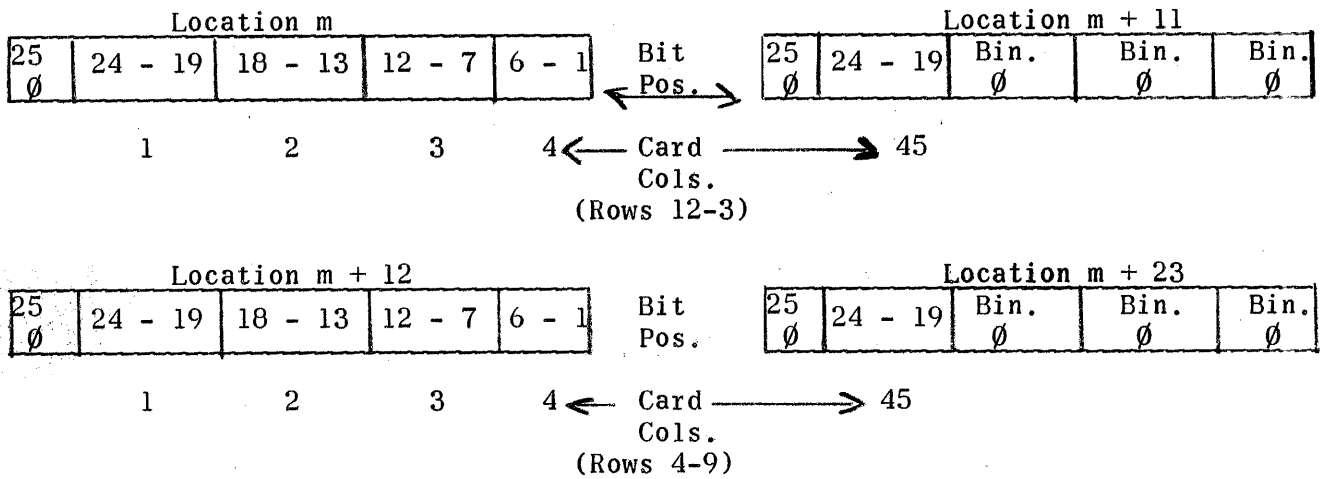 Location m Location m + 11
25 24 - 19 18 - 13 12 - 7 6 - 1 Bit 25 24 - 19 Bin. Bin. Bin.
Ø Pos. Ø Ø Ø Ø
1 2 3 4 Card 45
Cols.
(Rows 12-3)
Location m + 12 Location m + 23
25 24 - 19 18 - 13 12 - 7 6 - 1 Bit 25 24 - 19 Bin. Bin. Bin.
Ø Pos. Ø Ø Ø Ø
1 2 3 4 Card 45
Cols.
(Rows 4-9)